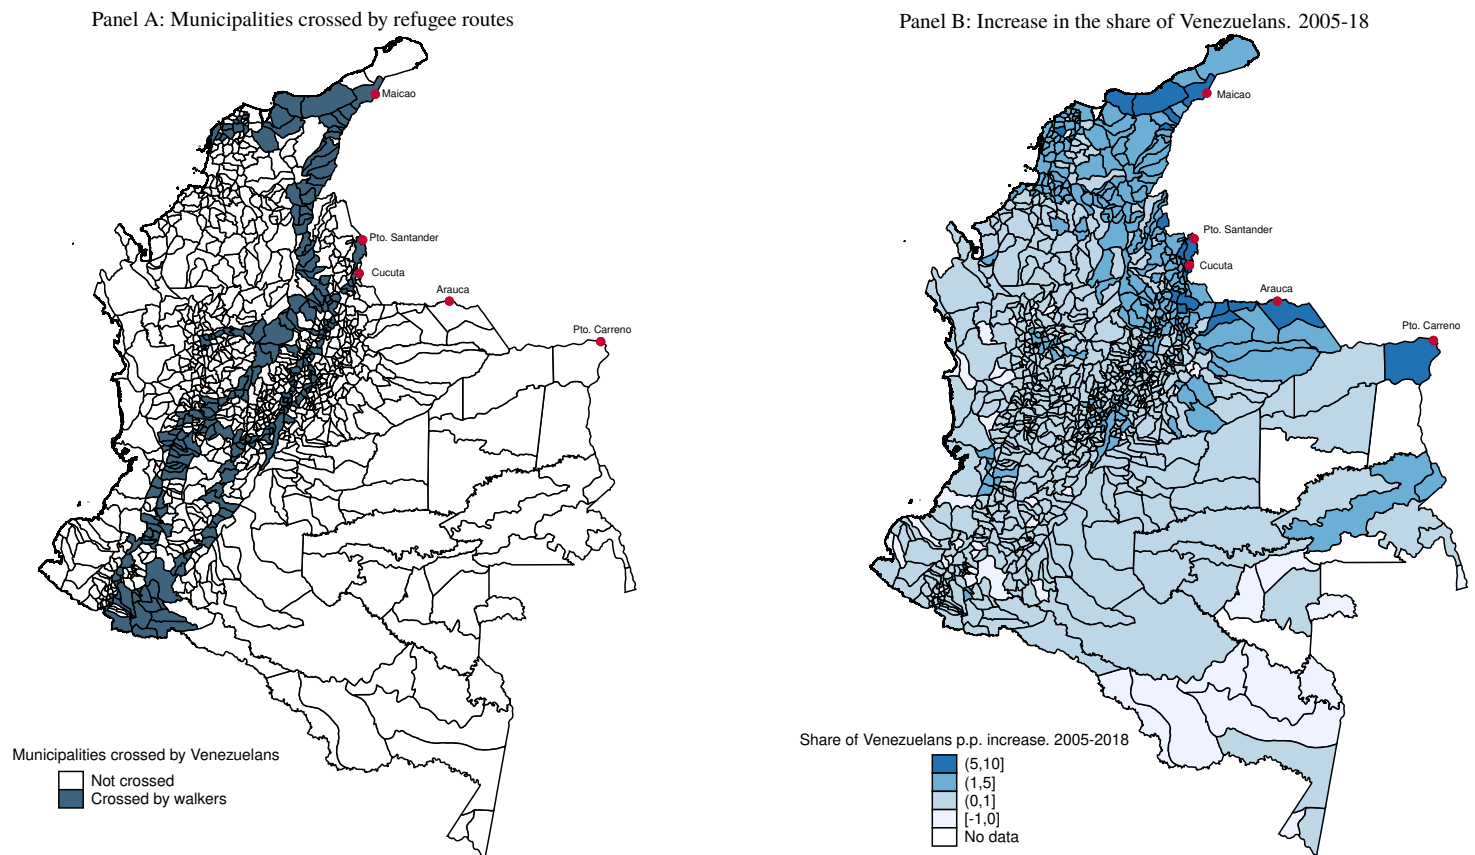 Panel A: Municipalities crossed by refugee routes
Maicao
Pto. Santander
Cucuta
Arauca
Pto. Carreno
Municipalities crossed by Venezuelans
Not crossed
Crossed by walkers
Panel B: Increase in the share of Venezuelans. 2005-18
Maicao
Pto. Santander
Cucuta
Arauca
Pto. Carreno
Share of Venezuelans p.p. increase. 2005-2018
(5,10]
(1,5]
(0,1]
[-1,0]
No data